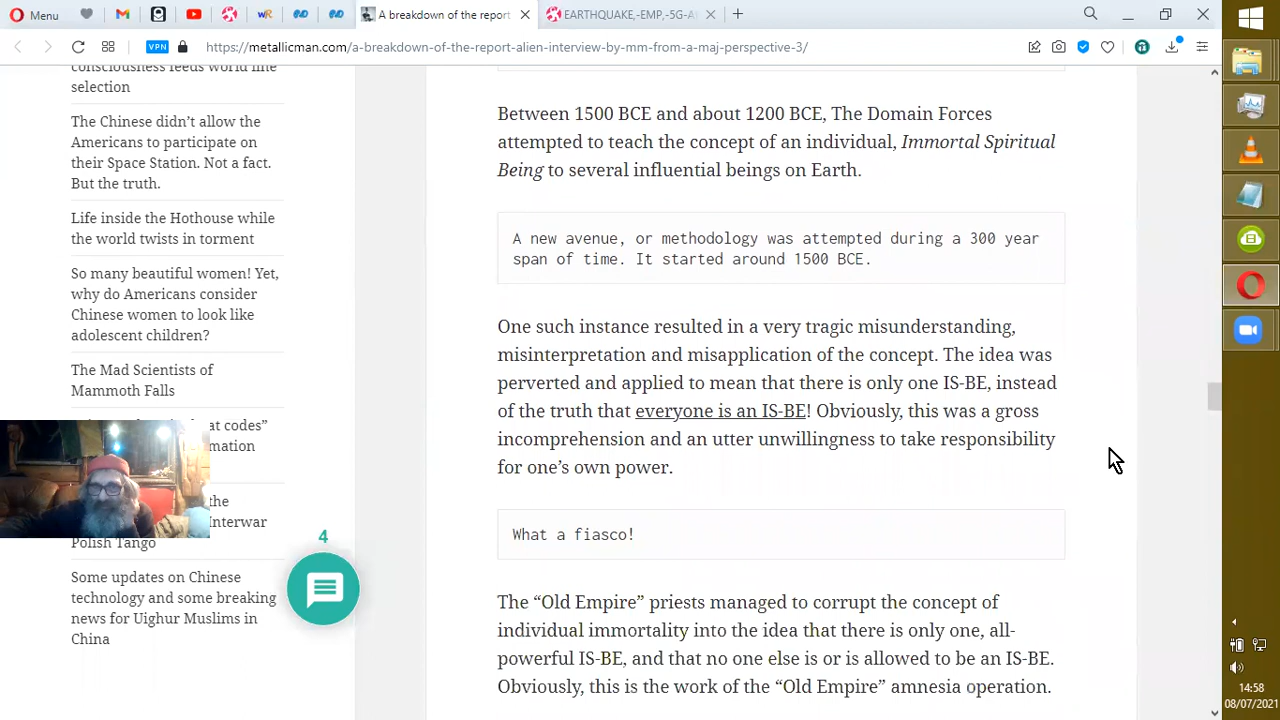 Menu
A breakdown of the report
EARTHQUAKE,-EMP,-5G-A
VPN
https://metallicman.com/a-breakdown-of-the-report-alien-interview-by-mm-from-a-maj-perspective-3/
consciousness feeds world line
selection
The Chinese didn’t allow the
Americans to participate on
their Space Station. Not a fact.
But the truth.
Life inside the Hothouse while
the world twists in torment
So many beautiful women! Yet,
why do Americans consider
Chinese women to look like
adolescent children?
The Mad Scientists of
Mammoth Falls
at codes”
mation
the
Interwar
Polish Tango
Some updates on Chinese
technology and some breaking
news for Uighur Muslims in
China
4
Between 1500 BCE and about 1200 BCE, The Domain Forces
attempted to teach the concept of an individual, Immortal Spiritual
Being to several influential beings on Earth.
A new avenue, or methodology was attempted during a 300 year
span of time. It started around 1500 BCE.
One such instance resulted in a very tragic misunderstanding,
misinterpretation and misapplication of the concept. The idea was
perverted and applied to mean that there is only one IS-BE, instead
of the truth that everyone is an IS-BE! Obviously, this was a gross
incomprehension and an utter unwillingness to take responsibility
for one’s own power.
What a fiasco!
The “Old Empire” priests managed to corrupt the concept of
individual immortality into the idea that there is only one, all-
powerful IS-BE, and that no one else is or is allowed to be an IS-BE.
Obviously, this is the work of the “Old Empire” amnesia operation.
14:58
08/07/2021